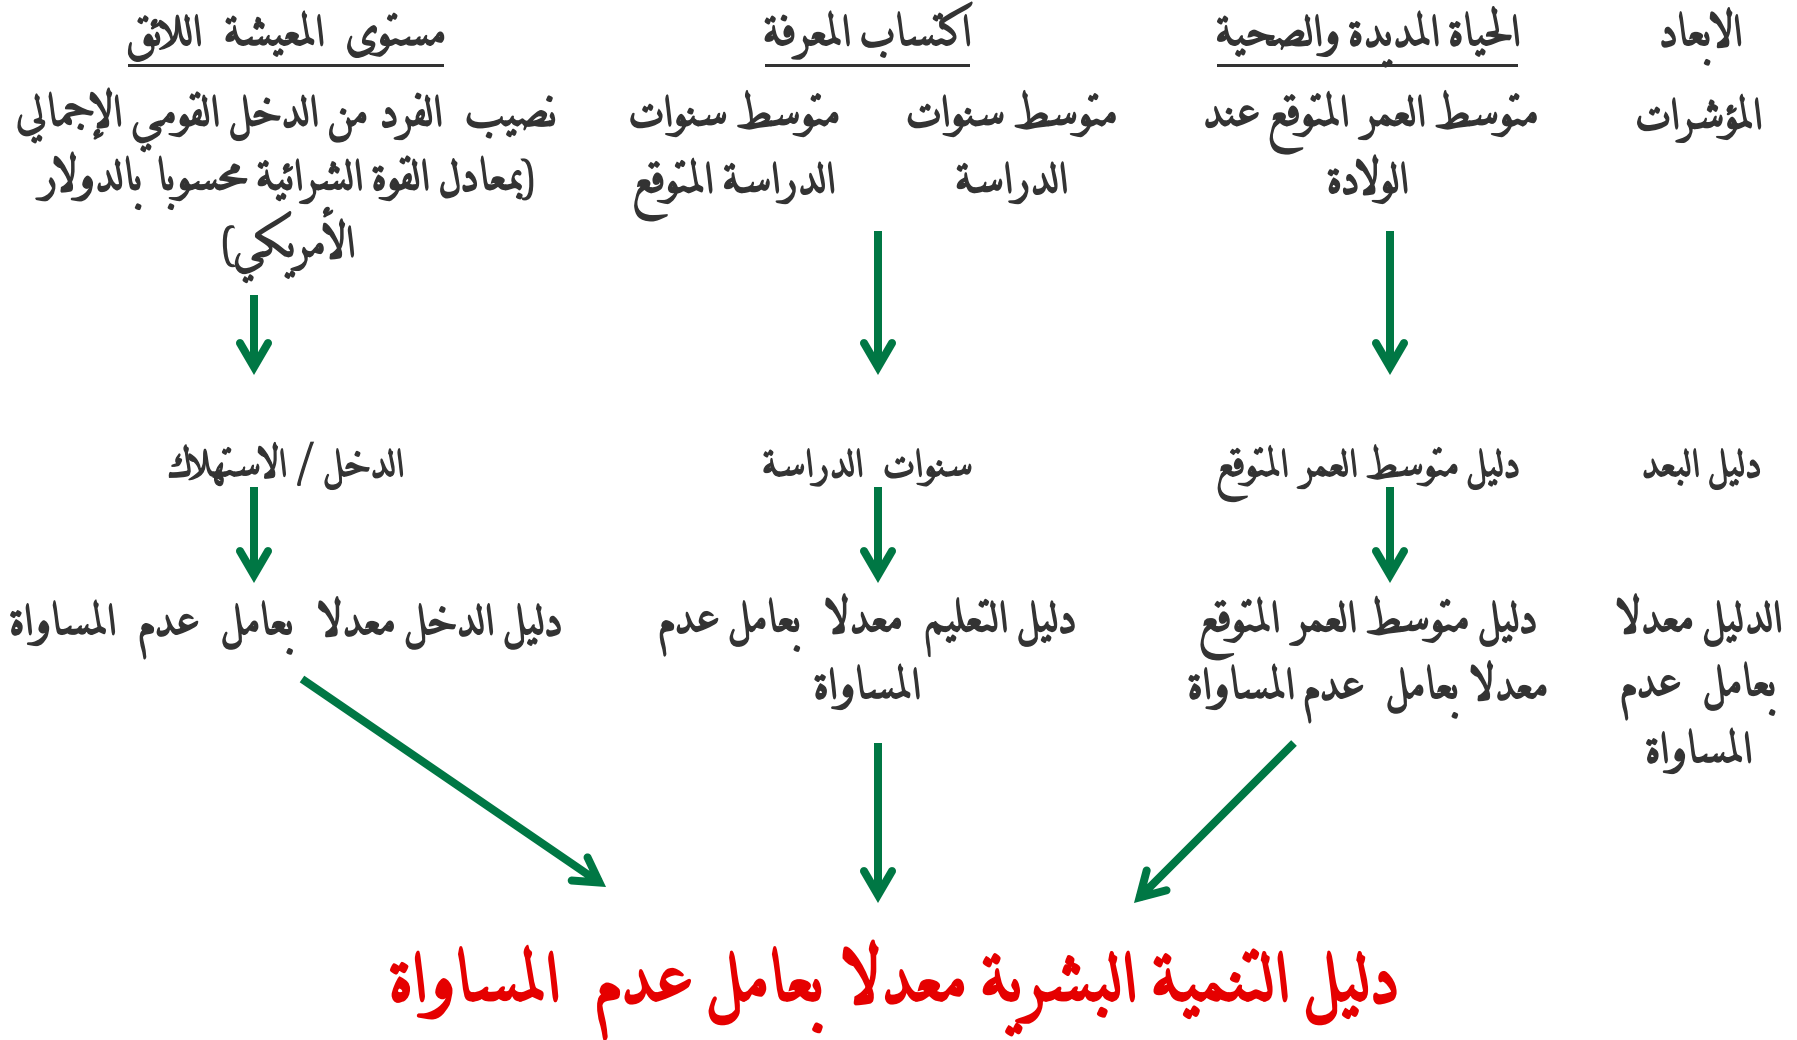 الابعاد
الحياة المديدة والصحية
اكتساب المعرفة
مستوى المعيشة اللائق
المؤشرات
متوسط العمر المتوقع عند
الولادة
متوسط سنوات
الدراسة
متوسط سنوات
الدراسة المتوقع
نصيب الفرد من الدخل القومي الإجمالي
(بمعادل القوة الشرائية محسوبا بالدولار
الأمريكي)
دليل البعد
دليل متوسط العمر المتوقع
سنوات الدراسة
الدخل / الاستهلاك
الدليل معدلا
بعامل عدم
المساواة
دليل متوسط العمر المتوقع
معدلا بعامل عدم المساواة
دليل التعليم معدلا بعامل عدم
المساواة
دليل الدخل معدلا بعامل عدم المساواة
دليل التنمية البشرية معدلا بعامل عدم المساواة